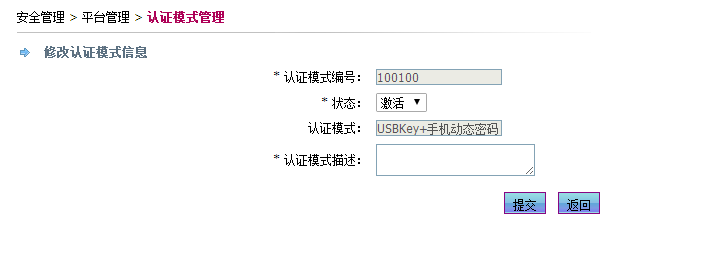 安全管理 > 平台管理 > 认证模式管理
修改认证模式信息
* 认证模式编号： 100100
* 状态： 激活
认证模式： USBKey+手机动态密码
* 认证模式描述：
提交 返回